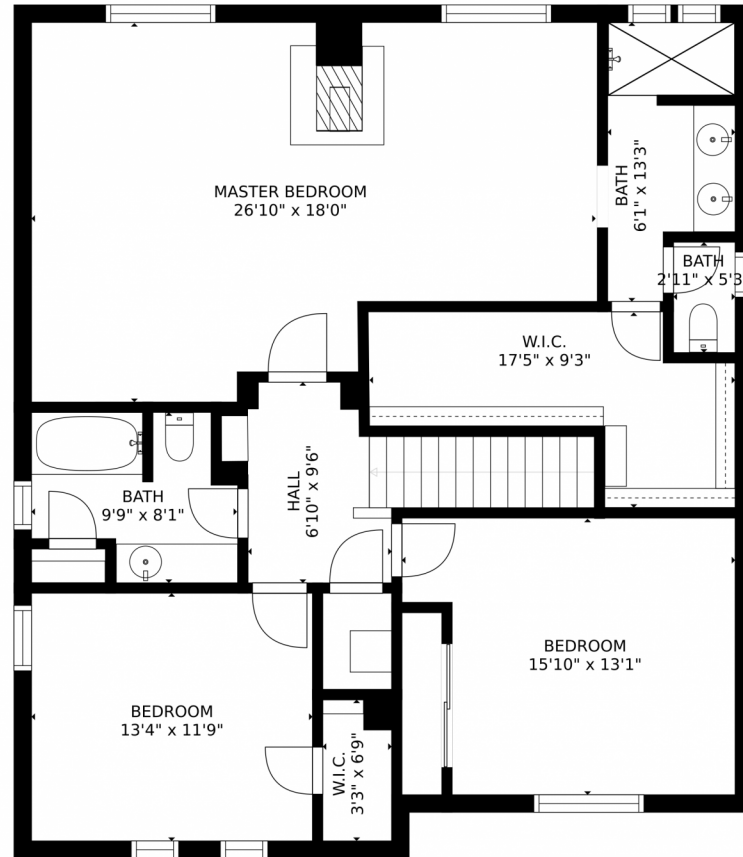 MASTER BEDROOM
26'10" x 18'0"
BATH
6'1" x 13'3"
BATH
2'11" x 5'3
W.I.C.
17'5" x 9'3"
HALL
6'10" x 9'6"
BATH
9'9" x 8'1"
BEDROOM
15'10" x 13'1"
BEDROOM
13'4" x 11'9"
W.I.C.
3'3" x 6'9"